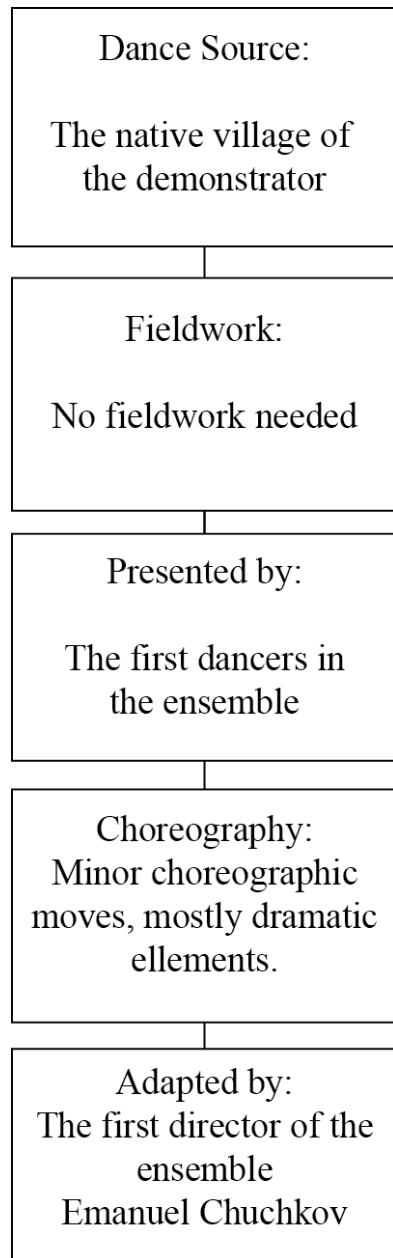 Dance Source:
The native village of
the demonstrator
Fieldwork:
No fieldwork needed
Presented by:
The first dancers in
the ensemble
Choreography:
Minor choreographic
moves, mostly dramatic
ellements.
Adapted by:
The first director of the
ensemble
Emanuel Chuchkov